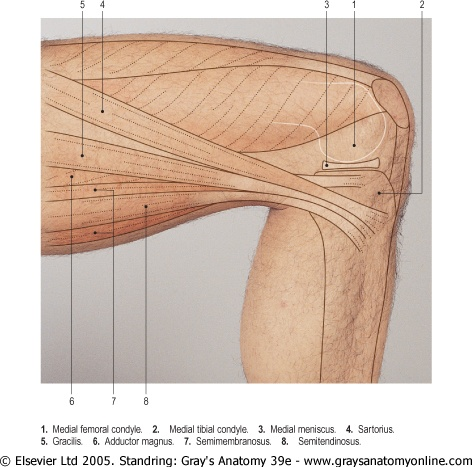 5 4 3 1 2
6 7 8
1. Medial femoral condyle. 2. Medial tibial condyle. 3. Medial meniscus. 4. Sartorius.
5. Gracilis. 6. Adductor magnus. 7. Semimembranosus. 8. Semitendinosus.
© Elsevier Ltd 2005. Standring: Gray's Anatomy 39e - www.graysanatomyonline.com